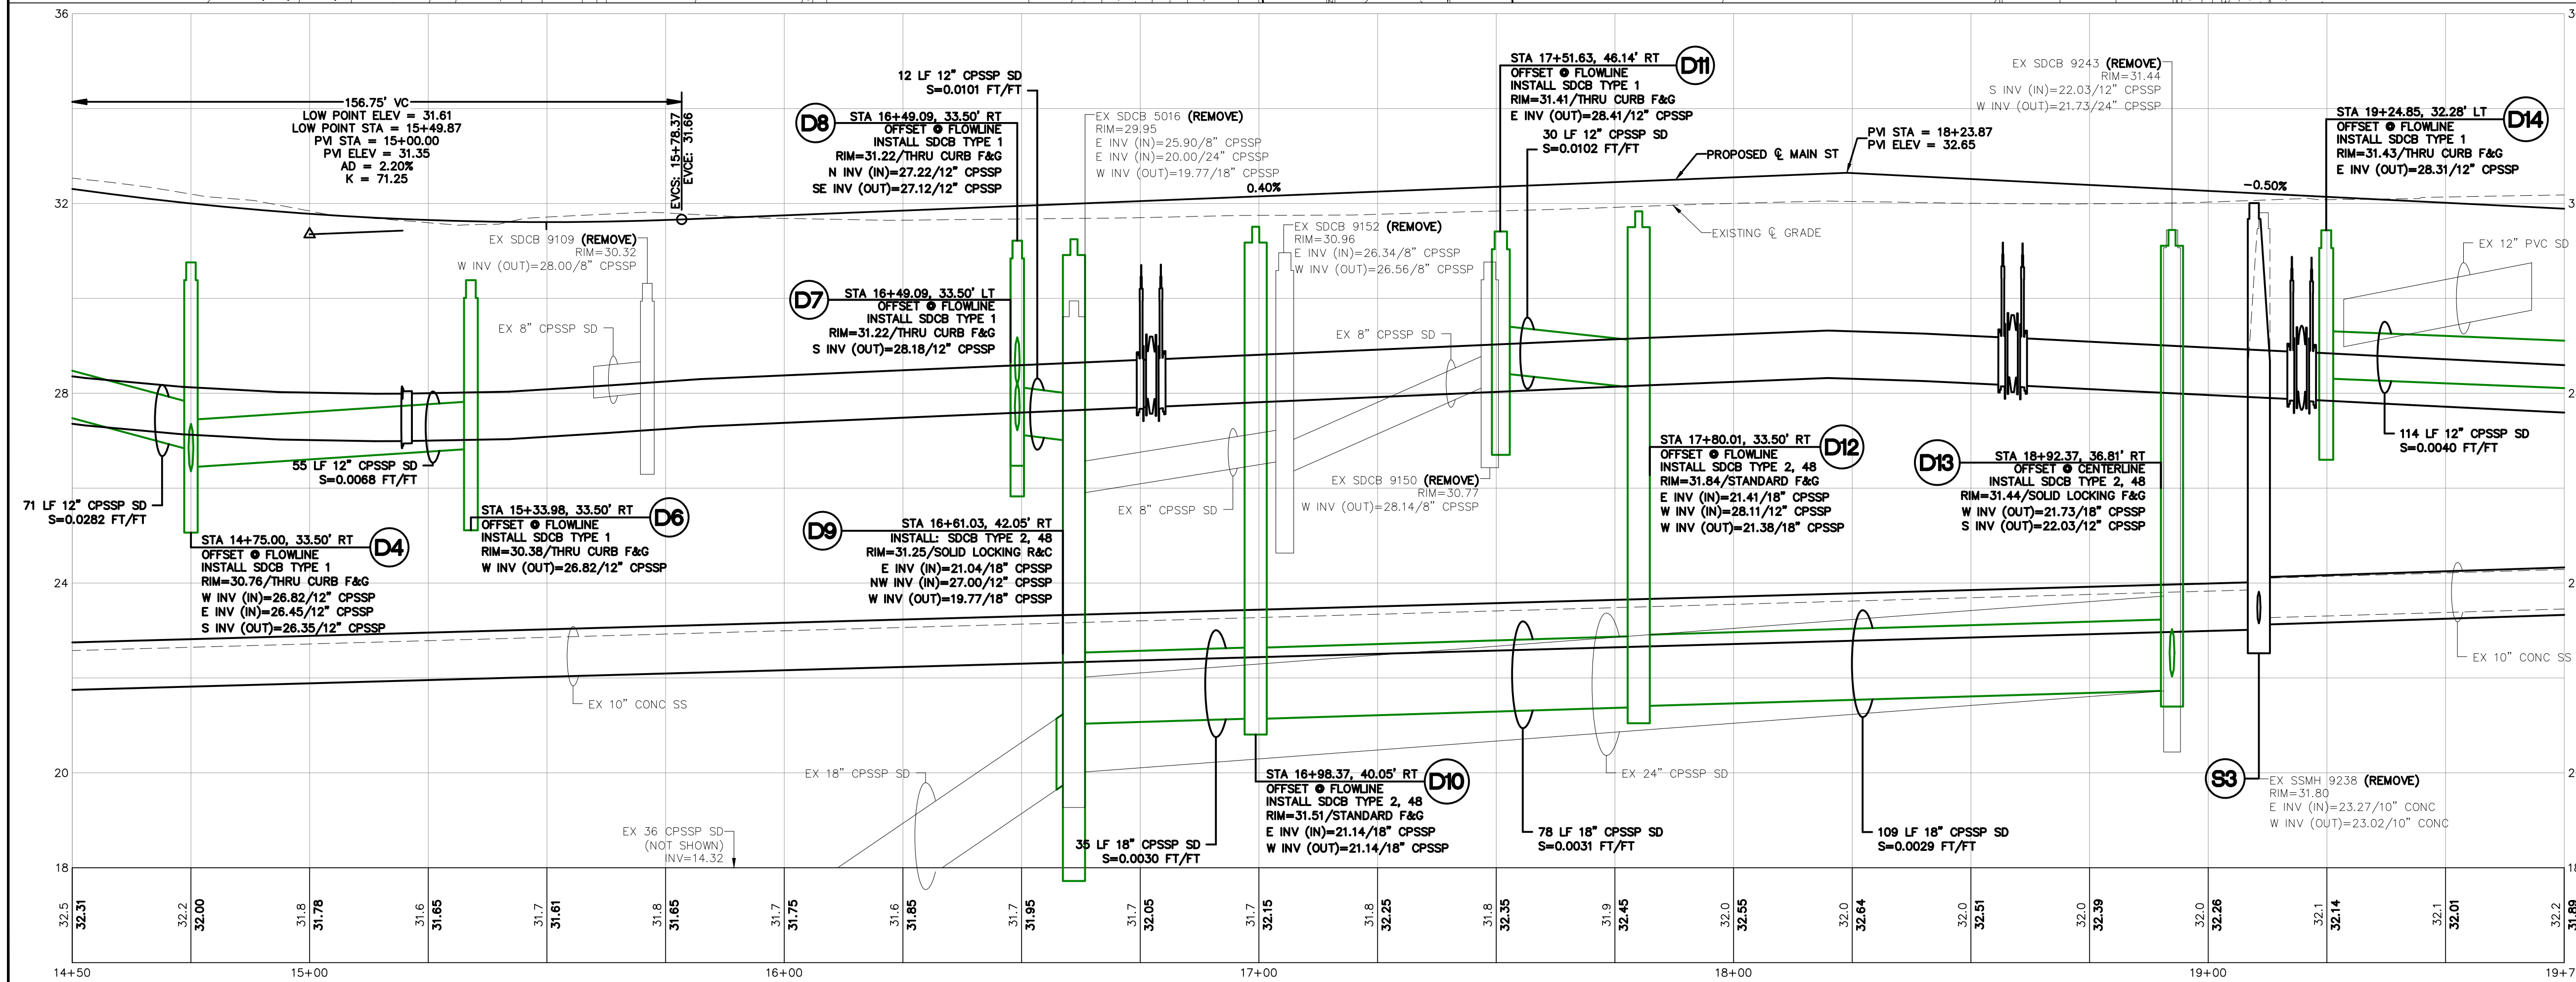 36
32
28
24
20
18
156.75' VC
LOW POINT ELEV = 31.61
LOW POINT STA = 15+49.87
PVI STA = 15+00.00
PVI ELEV = 31.35
AD = 2.20%
K = 71.25
EVCS: 15+78.37
EVCE: 31.66
12 LF 12" CPSSP SD
S=0.0101 FT/FT
D8
STA 16+49.09, 33.50' RT
OFFSET @ FLOWLINE
INSTALL SDCB TYPE 1
RIM=31.22/THRU CURB F&G
N INV (IN)=27.22/12" CPSSP
SE INV (OUT)=27.12/12" CPSSP
EX SDCB 5016 (REMOVE)
RIM=29.95
E INV (IN)=25.90/8" CPSSP
E INV (IN)=20.00/24" CPSSP
W INV (OUT)=19.77/18" CPSSP
0.40%
STA 17+51.63, 46.14' RT
D11
OFFSET @ FLOWLINE
INSTALL SDCB TYPE 1
RIM=31.41/THRU CURB F&G
E INV (OUT)=28.41/12" CPSSP
30 LF 12" CPSSP SD
S=0.0102 FT/FT
PROPOSED ℄ MAIN ST
PVI STA = 18+23.87
PVI ELEV = 32.65
EX SDCB 9243 (REMOVE)
RIM=31.44
S INV (IN)=22.03/12" CPSSP
W INV (OUT)=21.73/24" CPSSP
STA 19+24.85, 32.28' LT
D14
OFFSET @ FLOWLINE
INSTALL SDCB TYPE 1
RIM=31.43/THRU CURB F&G
E INV (OUT)=28.31/12" CPSSP
-0.50%
EX SDCB 9109 (REMOVE)
RIM=30.32
W INV (OUT)=28.00/8" CPSSP
EX SDCB 9152 (REMOVE)
RIM=30.96
E INV (IN)=26.34/8" CPSSP
W INV (OUT)=26.56/8" CPSSP
EXISTING ℄ GRADE
EX 12" PVC SD
D7
STA 16+49.09, 33.50' LT
OFFSET @ FLOWLINE
INSTALL SDCB TYPE 1
RIM=31.22/THRU CURB F&G
S INV (OUT)=28.18/12" CPSSP
EX 8" CPSSP SD
EX 8" CPSSP SD
55 LF 12" CPSSP SD
S=0.0068 FT/FT
71 LF 12" CPSSP SD
S=0.0282 FT/FT
EX 8" CPSSP SD
EX SDCB 9150 (REMOVE)
RIM=30.77
W INV (OUT)=28.14/8" CPSSP
STA 17+80.01, 33.50' RT
D12
OFFSET @ FLOWLINE
INSTALL SDCB TYPE 2, 48
RIM=31.84/STANDARD F&G
E INV (IN)=21.41/18" CPSSP
W INV (IN)=28.11/12" CPSSP
W INV (OUT)=21.38/18" CPSSP
D13
STA 18+92.37, 36.81' RT
OFFSET @ CENTERLINE
INSTALL SDCB TYPE 2, 48
RIM=31.44/SOLID LOCKING F&G
W INV (OUT)=21.73/18" CPSSP
S INV (OUT)=22.03/12" CPSSP
114 LF 12" CPSSP SD
S=0.0040 FT/FT
STA 14+75.00, 33.50' RT
D4
OFFSET @ FLOWLINE
INSTALL SDCB TYPE 1
RIM=30.76/THRU CURB F&G
W INV (IN)=26.82/12" CPSSP
E INV (IN)=26.45/12" CPSSP
S INV (OUT)=26.35/12" CPSSP
STA 15+33.98, 33.50' RT
D6
OFFSET @ FLOWLINE
INSTALL SDCB TYPE 1
RIM=30.38/THRU CURB F&G
W INV (OUT)=26.82/12" CPSSP
D9
STA 16+61.03, 42.05' RT
INSTALL: SDCB TYPE 2, 48
RIM=31.25/SOLID LOCKING R&C
E INV (IN)=21.04/18" CPSSP
NW INV (IN)=27.00/12" CPSSP
W INV (OUT)=19.77/18" CPSSP
EX 10" CONC SS
EX 10" CONC SS
EX 18" CPSSP SD
EX 36 CPSSP SD
(NOT SHOWN)
INV=14.32
35 LF 18" CPSSP SD
S=0.0030 FT/FT
STA 16+98.37, 40.05' RT
D10
OFFSET @ FLOWLINE
INSTALL SDCB TYPE 2, 48
RIM=31.51/STANDARD F&G
E INV (IN)=21.14/18" CPSSP
W INV (OUT)=21.14/18" CPSSP
EX 24" CPSSP SD
78 LF 18" CPSSP SD
S=0.0031 FT/FT
109 LF 18" CPSSP SD
S=0.0029 FT/FT
S3
EX SSMH 9238 (REMOVE)
RIM=31.80
E INV (IN)=23.27/10" CONC
W INV (OUT)=23.02/10" CONC
32.5
32.31
32.2
32.00
31.8
31.78
31.6
31.65
31.7
31.61
31.8
31.65
31.7
31.75
31.6
31.85
31.7
31.95
31.7
32.05
31.7
32.15
31.8
32.25
31.8
32.35
31.9
32.45
32.0
32.55
32.0
32.64
32.0
32.51
32.0
32.39
32.0
32.26
32.1
32.14
32.1
32.01
32.2
31.89
14+50
15+00
16+00
17+00
18+00
19+00
19+7